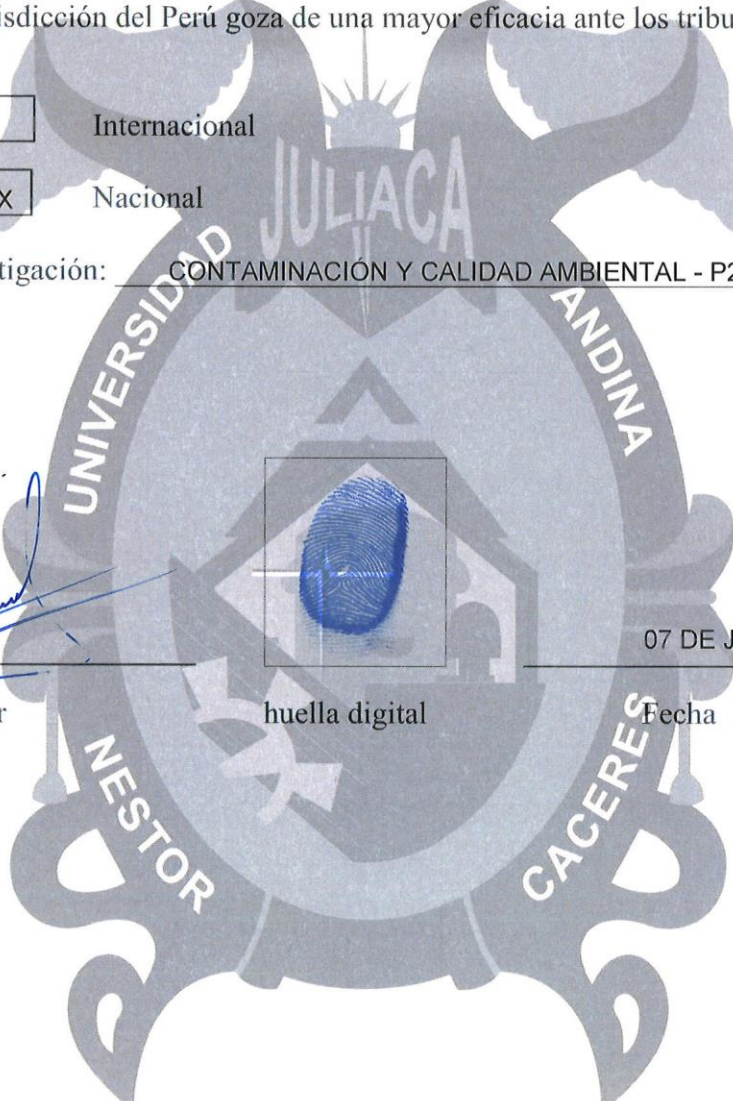 isdicción del Perú goza de una mayor eficacia ante los tribu
Internacional
X Nacional
tigación: CONTAMINACIÓN Y CALIDAD AMBIENTAL - P2
07 DE J
r huella digital Fecha
UNIVERSIDAD ANDINA
JULIACA
NESTOR CACERES